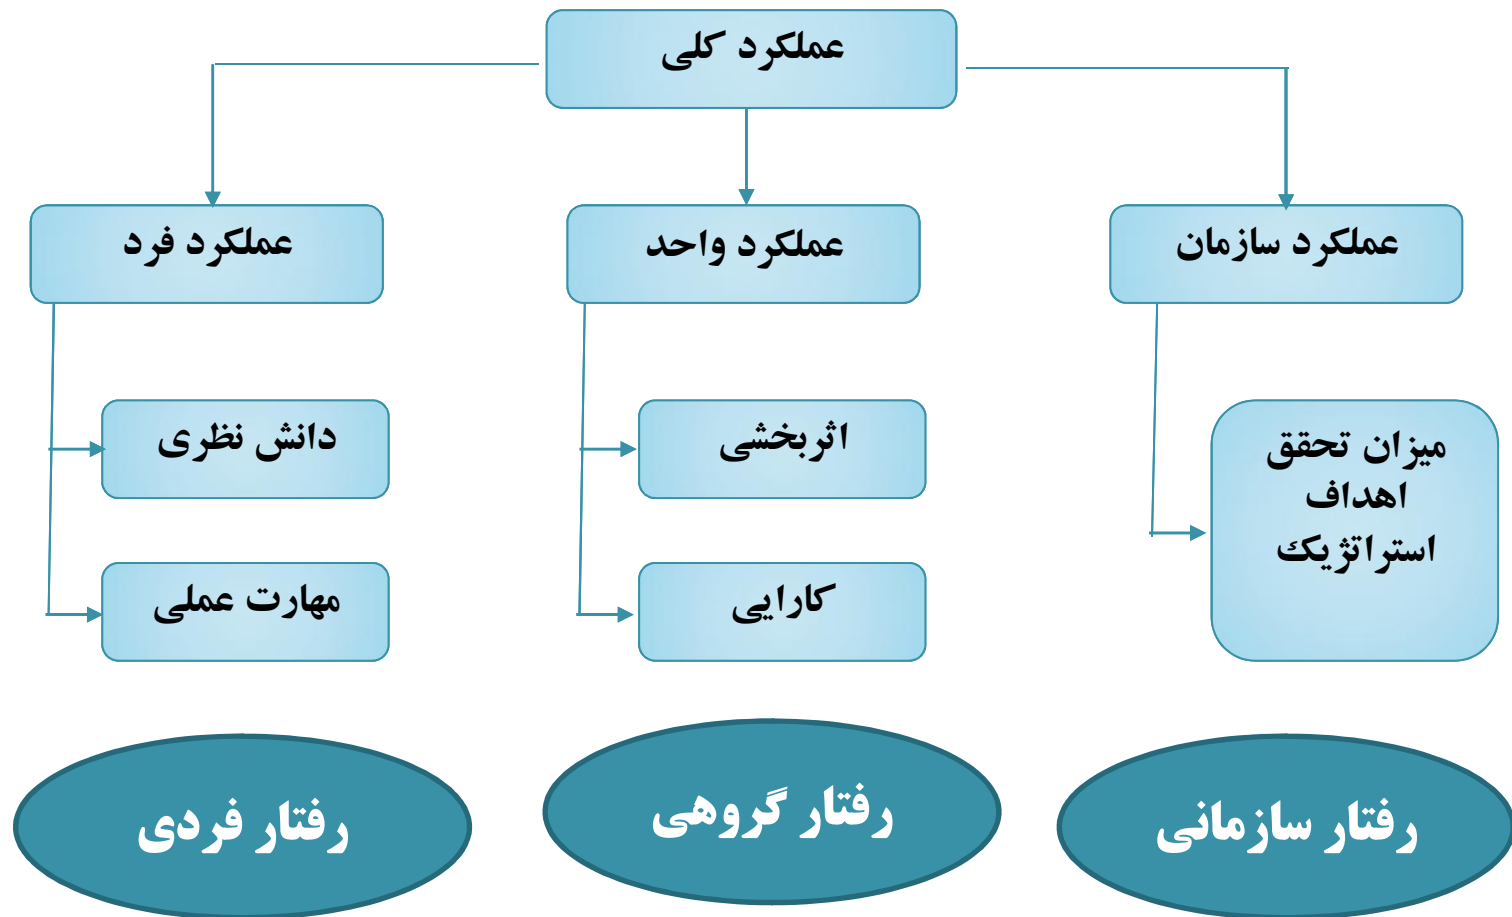 عملکرد کلی
عملکرد سازمان
عملکرد واحد
عملکرد فرد
میزان تحقق
اهداف
استراتژیک
اثربخشی
کارایی
دانش نظری
مهارت عملی
رفتار سازمانی
رفتار گروهی
رفتار فردی